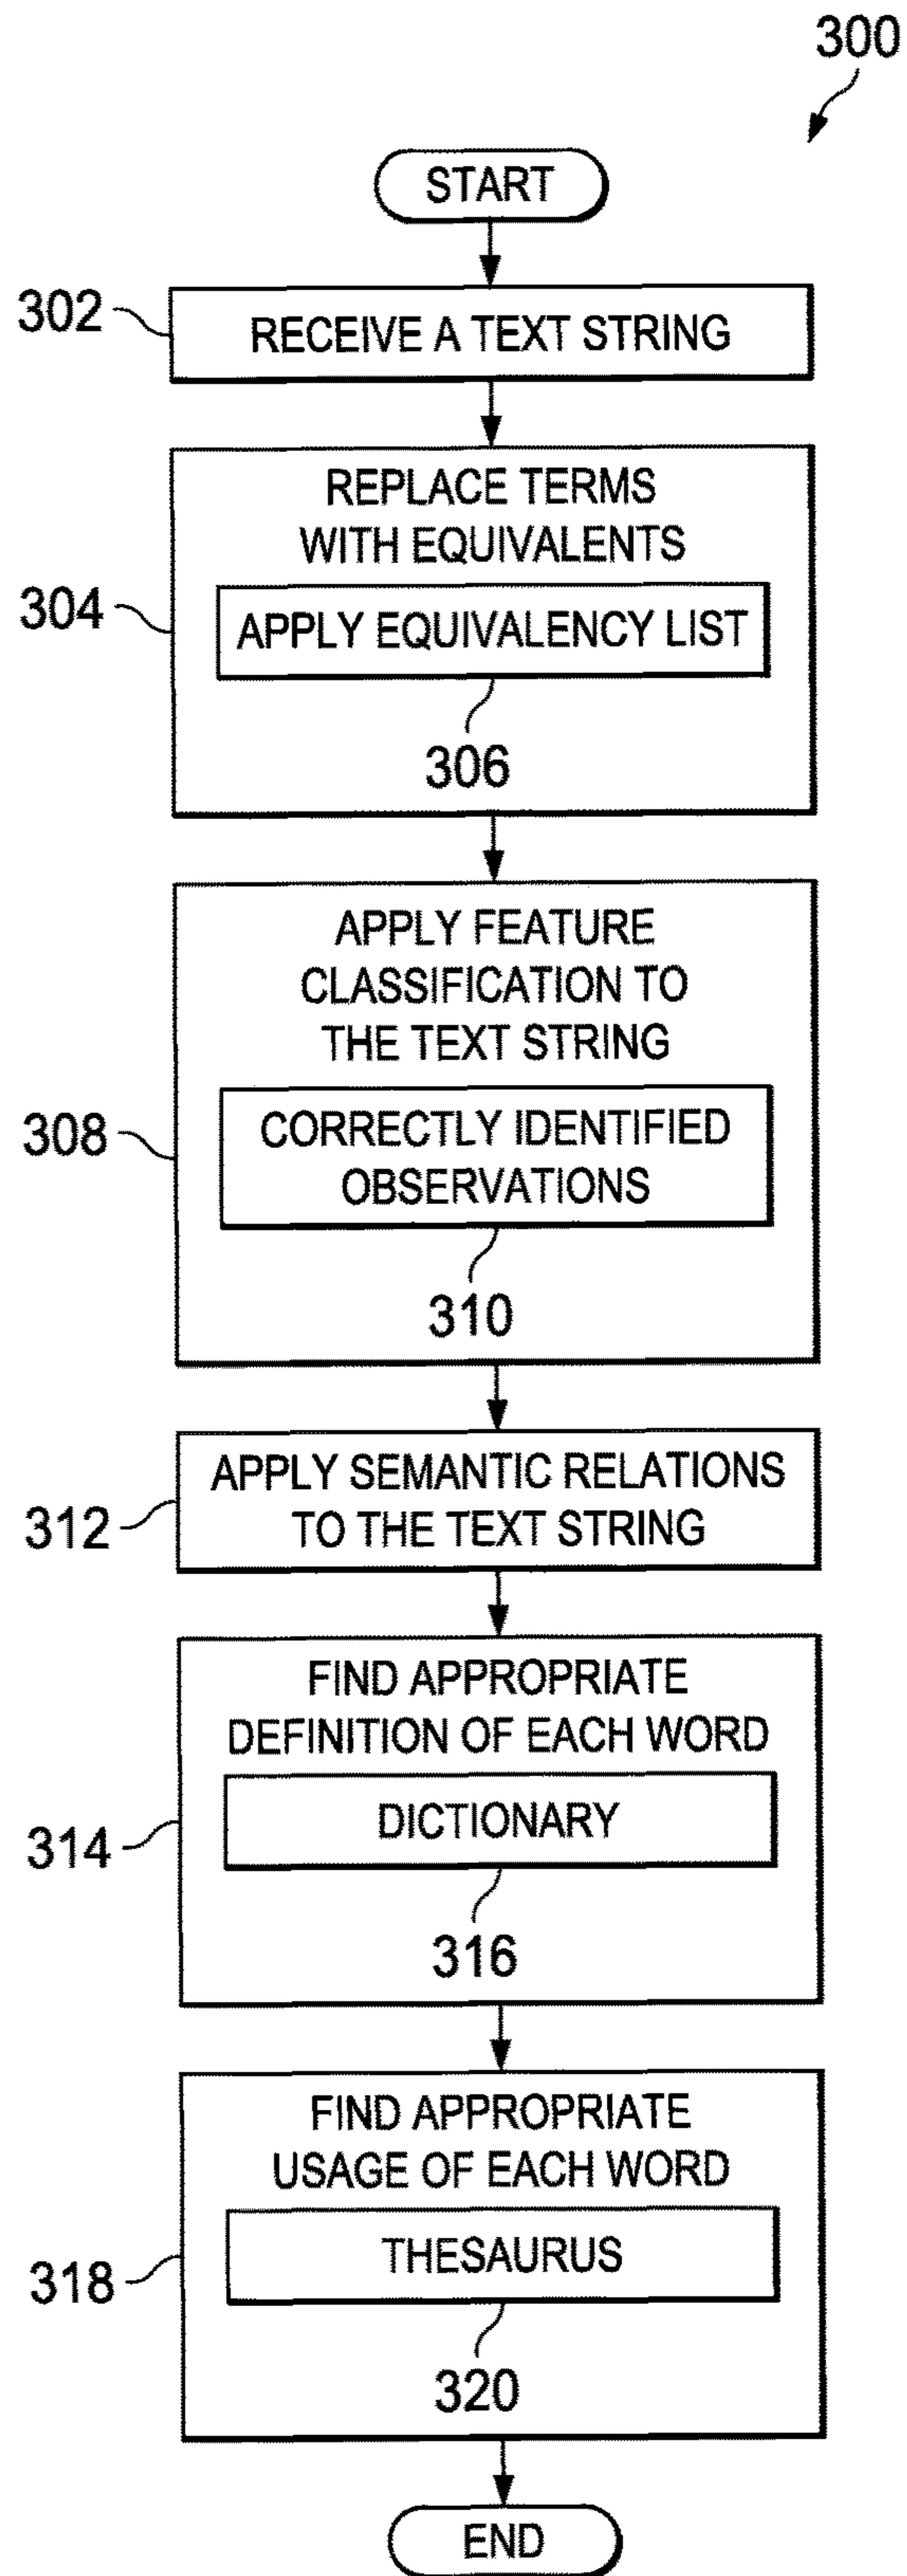 300
START
302
RECEIVE A TEXT STRING
REPLACE TERMS
WITH EQUIVALENTS
304
APPLY EQUIVALENCY LIST
306
APPLY FEATURE
CLASSIFICATION TO
THE TEXT STRING
308
CORRECTLY IDENTIFIED
OBSERVATIONS
310
312
APPLY SEMANTIC RELATIONS
TO THE TEXT STRING
FIND APPROPRIATE
DEFINITION OF EACH WORD
314
DICTIONARY
316
FIND APPROPRIATE
USAGE OF EACH WORD
318
THESAURUS
320
END